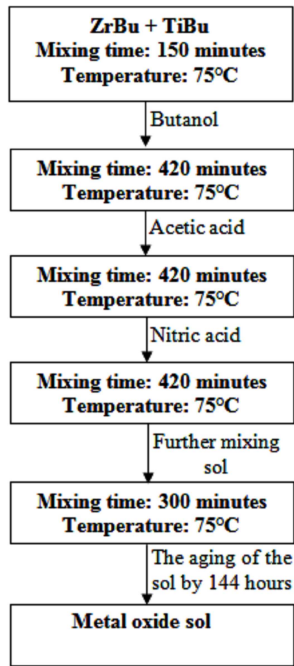 ZrBu + TiBu
Mixing time: 150 minutes
Temperature: 75°C
Butanol
Mixing time: 420 minutes
Temperature: 75°C
Acetic acid
Mixing time: 420 minutes
Temperature: 75°C
Nitric acid
Mixing time: 420 minutes
Temperature: 75°C
Further mixing
sol
Mixing time: 300 minutes
Temperature: 75°C
The aging of the
sol by 144 hours
Metal oxide sol